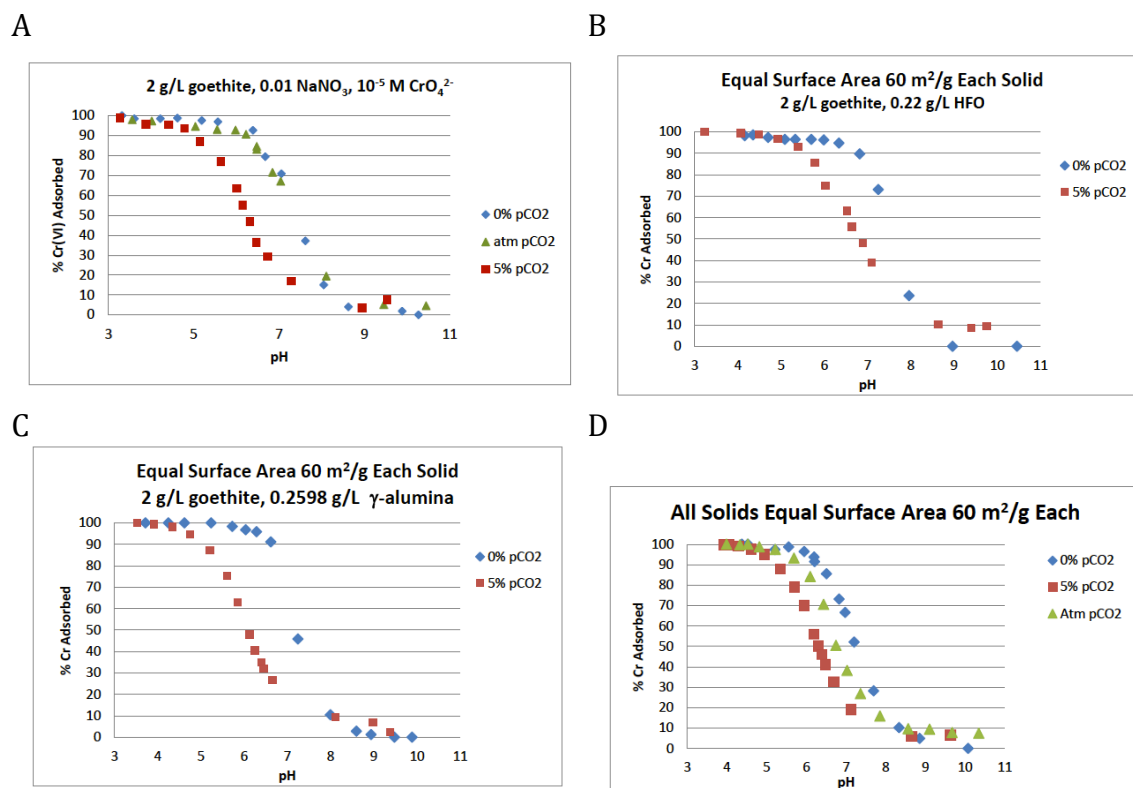 A
2 g/L goethite, 0.01 NaNO₃, 10⁻⁵ M CrO₄²⁻
% Cr(VI) Adsorbed
100
90
80
70
60
50
40
30
20
10
0
3 5 7 9 11
pH
0% pCO2
atm pCO2
5% pCO2
B
Equal Surface Area 60 m²/g Each Solid
2 g/L goethite, 0.22 g/L HFO
% Cr Adsorbed
100
90
80
70
60
50
40
30
20
10
0
3 4 5 6 7 8 9 10 11
pH
0% pCO2
5% pCO2
C
Equal Surface Area 60 m²/g Each Solid
2 g/L goethite, 0.2598 g/L γ-alumina
% Cr Adsorbed
100
90
80
70
60
50
40
30
20
10
0
3 4 5 6 7 8 9 10 11
pH
0% pCO2
5% pCO2
D
All Solids Equal Surface Area 60 m²/g Each
% Cr Adsorbed
100
90
80
70
60
50
40
30
20
10
0
3 4 5 6 7 8 9 10 11
pH
0% pCO2
5% pCO2
Atm pCO2